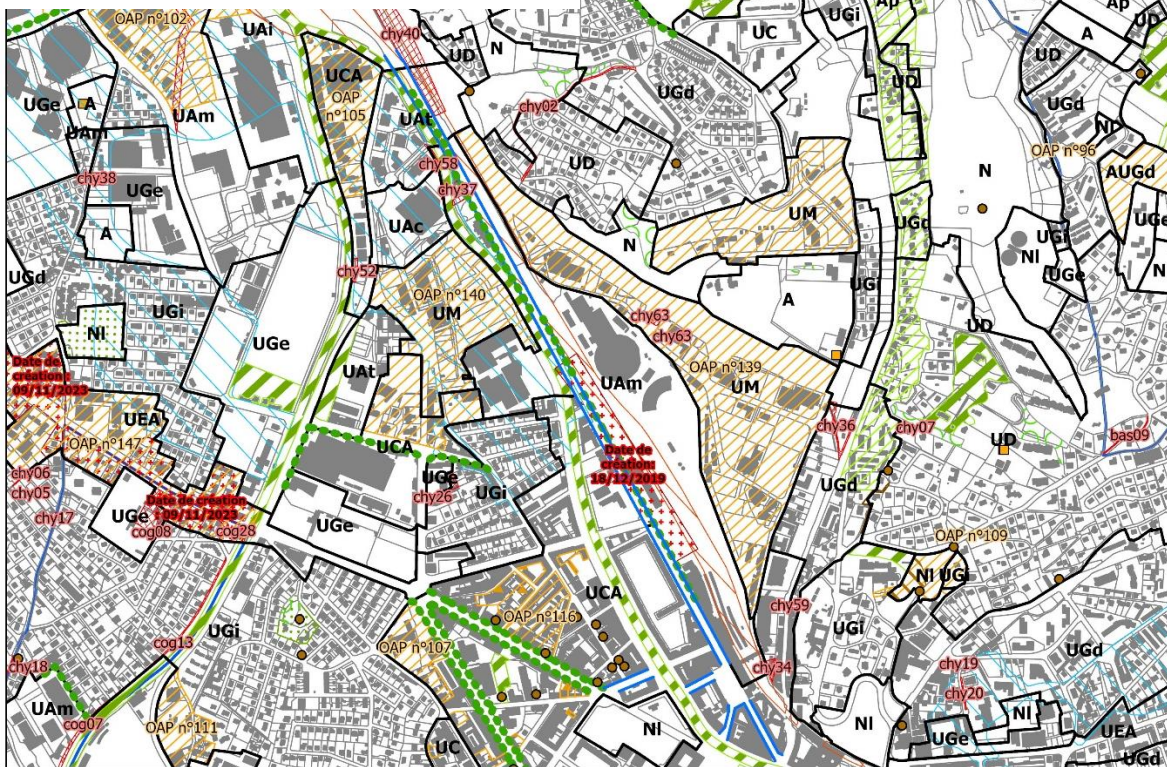 OAP n°102
UAi
chy40
UD
N
UC
UGi
Ap
Ap
UD
A
UD
UGe
A
UAm
UAm
UCA
OAP
n°105
UAt
chy02
UGd
UD
UGd
NI
OAP n°96
chy38
UGe
chy58
chy37
UD
N
AUGd
A
UAc
UM
N
UGd
UGd
chy52
UGi
NI
UGe
N
UGd
OAP n°140
UM
A
UGi
NI
UGe
UAt
chy63
chy63
UD
Date de
création :
09/11/2023
UAm
OAP n°139
UM
UEA
OAP n°147
chy36
chy07
bas09
UCA
UD
chy06
chy05
Date de
création:
18/12/2019
UGe
chy26
UGi
UGd
chy17
UGe
cog08
Date de création
:09/11/2023
cog28
UGe
OAP n°109
NI
UGi
UCA
OAP n°116
chy59
cog13
UGi
OAP n°107
UGi
UGd
chy18
chy34
chy19
chy20
UAm
cog07
OAP n°111
UC
NI
NI
NI
UGe
UEA
UGd